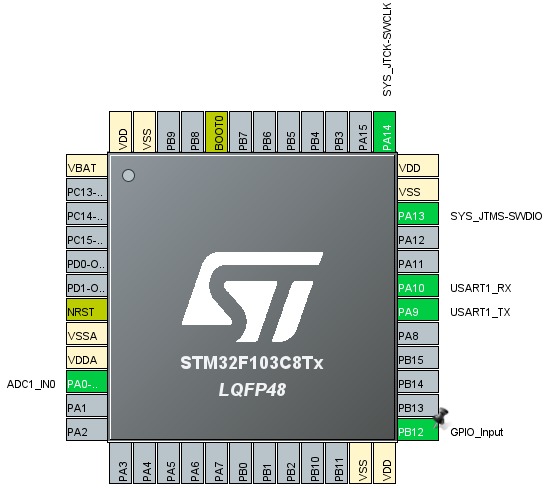 SYS_JTCK-SWCLK
VDD
VSS
PB9
PB8
BOOT0
PB7
PB6
PB5
PB4
PB3
PA15
PA14
VBAT
PC13-..
PC14-..
PC15-..
PD0-O..
PD1-O..
NRST
VSSA
VDDA
ADC1_IN0 PA0-..
PA1
PA2
ST
STM32F103C8Tx
LQFP48
VDD
VSS
PA13 SYS_JTMS-SWDIO
PA12
PA11
PA10 USART1_RX
PA9 USART1_TX
PA8
PB15
PB14
PB13
PB12 GPIO_Input
PA3
PA4
PA5
PA6
PA7
PB0
PB1
PB2
PB10
PB11
VSS
VDD